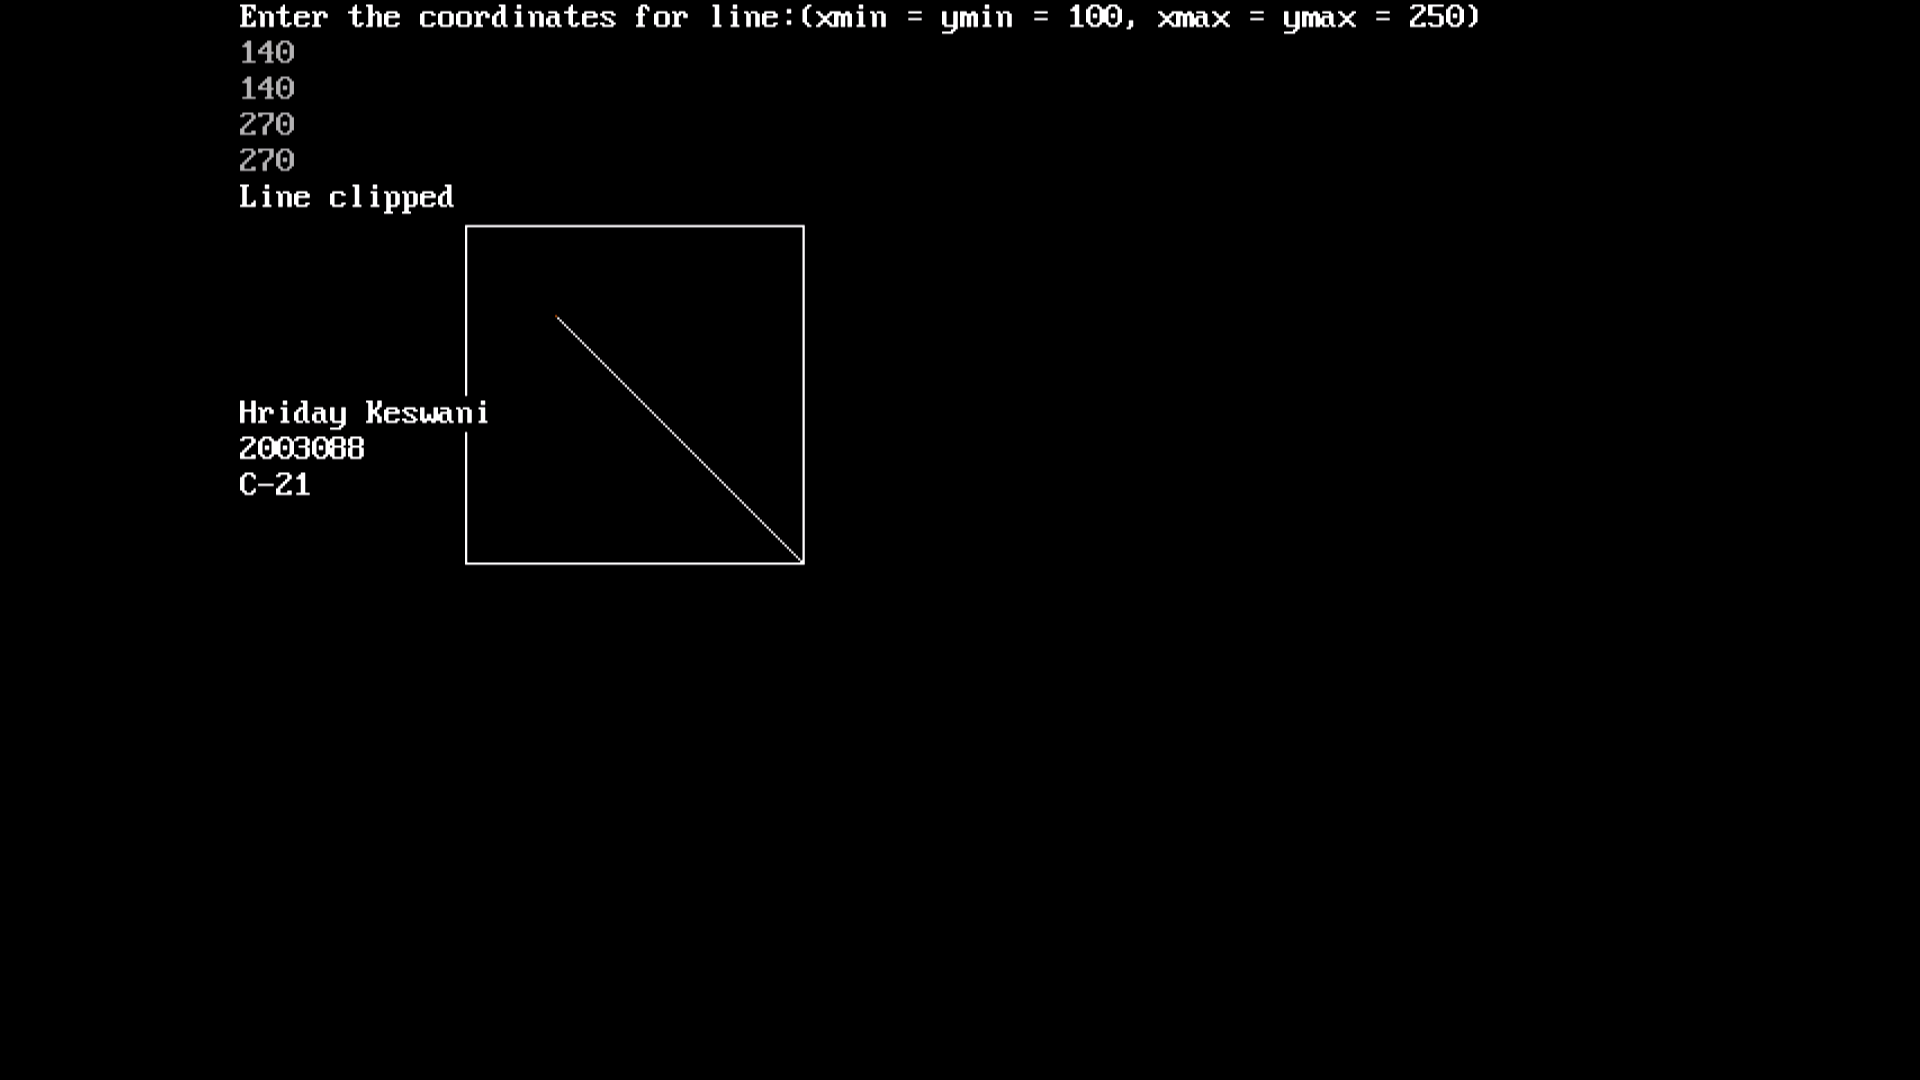 Enter the coordinates for line:(xmin = ymin = 100, xmax = ymax = 250)
140
140
270
270
Line clipped
Hriday Keswani
2003088
C-21